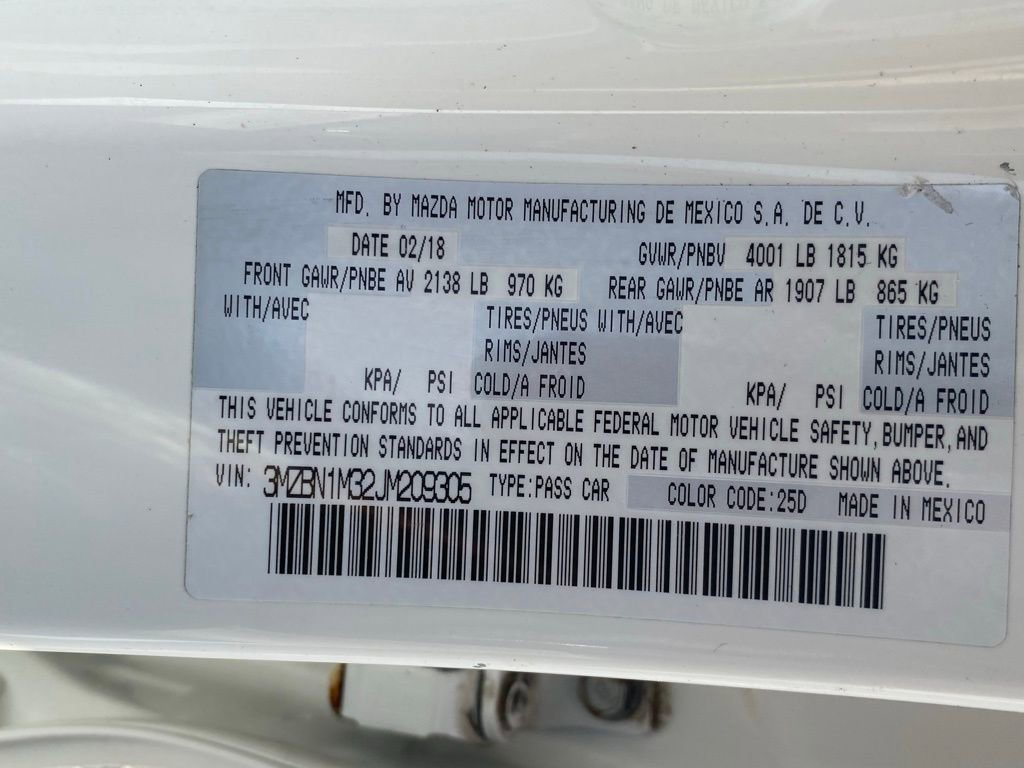 MFD. BY MAZDA MOTOR MANUFACTURING DE MEXICO S.A. DE C.V.
DATE 02/18 GVWR/PNBV 4001 LB 1815 KG
FRONT GAWR/PNBE AV 2138 LB 970 KG REAR GAWR/PNBE AR 1907 LB 865 KG
WITH/AVEC TIRES/PNEUS WITH/AVEC TIRES/PNEUS
RIMS/JANTES RIMS/JANTES
KPA/ PSI COLD/A FROID KPA/ PSI COLD/A FROID
THIS VEHICLE CONFORMS TO ALL APPLICABLE FEDERAL MOTOR VEHICLE SAFETY, BUMPER, AND
THEFT PREVENTION STANDARDS IN EFFECT ON THE DATE OF MANUFACTURE SHOWN ABOVE.
VIN: 3MZBN1M32JM209305 TYPE:PASS CAR COLOR CODE:25D MADE IN MEXICO